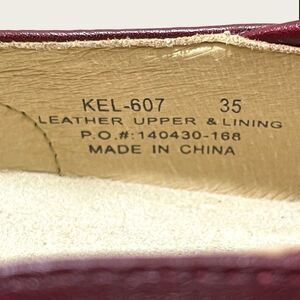 KEL-607 35
LEATHER UPPER & LINING
P.O.#:140430-168
MADE IN CHINA